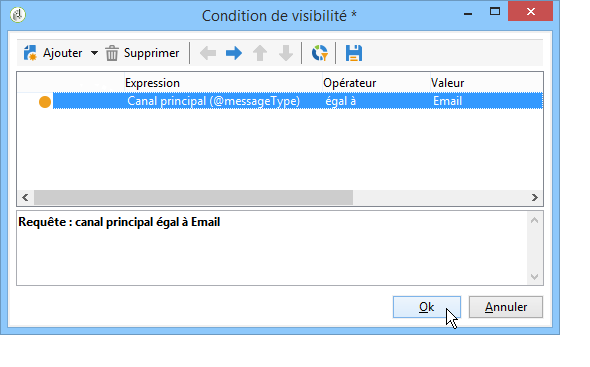 Condition de visibilité *
Ajouter Supprimer
Expression Opérateur Valeur
Canal principal (@messageType) égal à Email
Requête : canal principal égal à Email
Ok Annuler